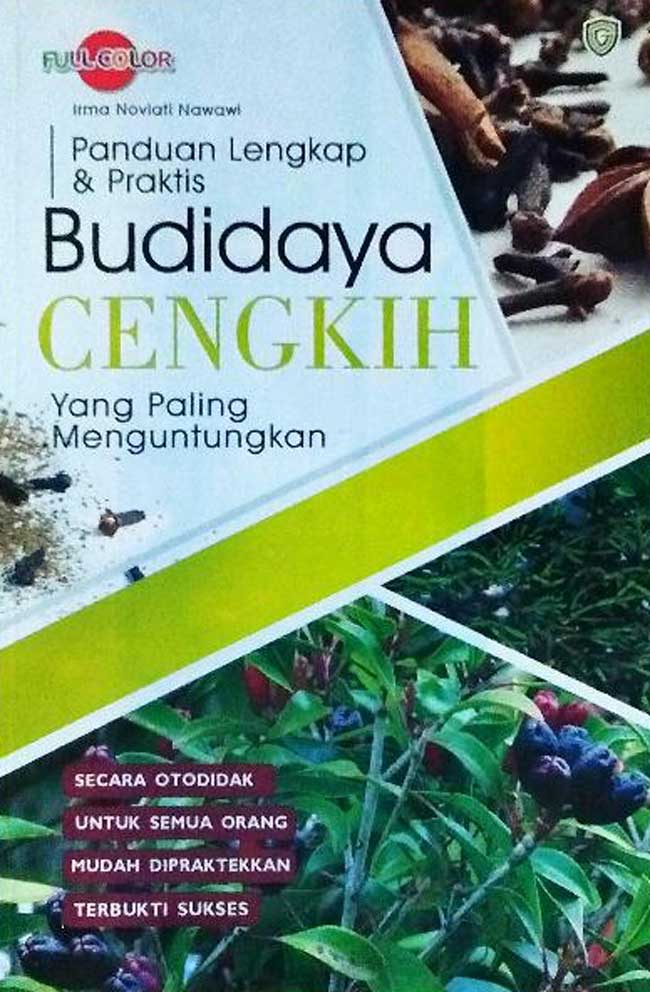 FULL COLOR
Irma Noviati Nawawi
Panduan Lengkap
& Praktis
Budidaya
CENGKIH
Yang Paling
Menguntungkan
SECARA OTODIDAK
UNTUK SEMUA ORANG
MUDAH DIPRAKTEKKAN
TERBUKTI SUKSES